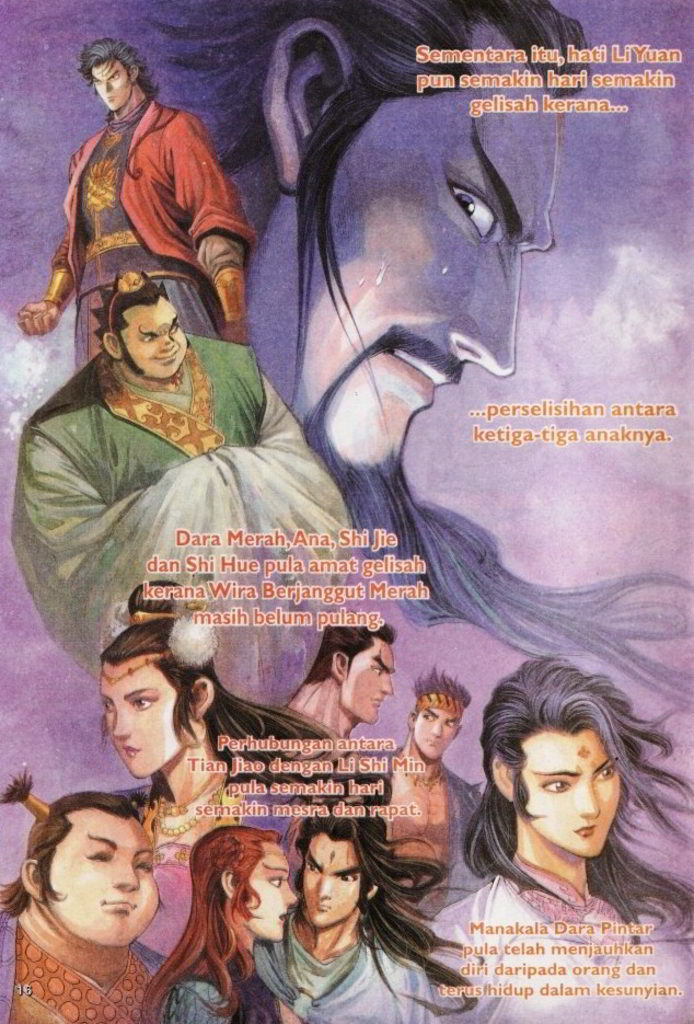 Sementara itu, hati Li Yuan
pun semakin hari semakin
gelisah kerana...
...perselisihan antara
ketiga-tiga anaknya.
Dara Merah, Ana, Shi Jie
dan Shi Hue pula amat gelisah
kerana Wira Berjanggut Merah
masih belum pulang.
Perhubungan antara
Tian Jiao dengan Li Shi Min
pula semakin hari
semakin mesra dan rapat.
Manakala Dara Pintar
pula telah menjauhkan
diri daripada orang dan
terus hidup dalam kesunyian.
16